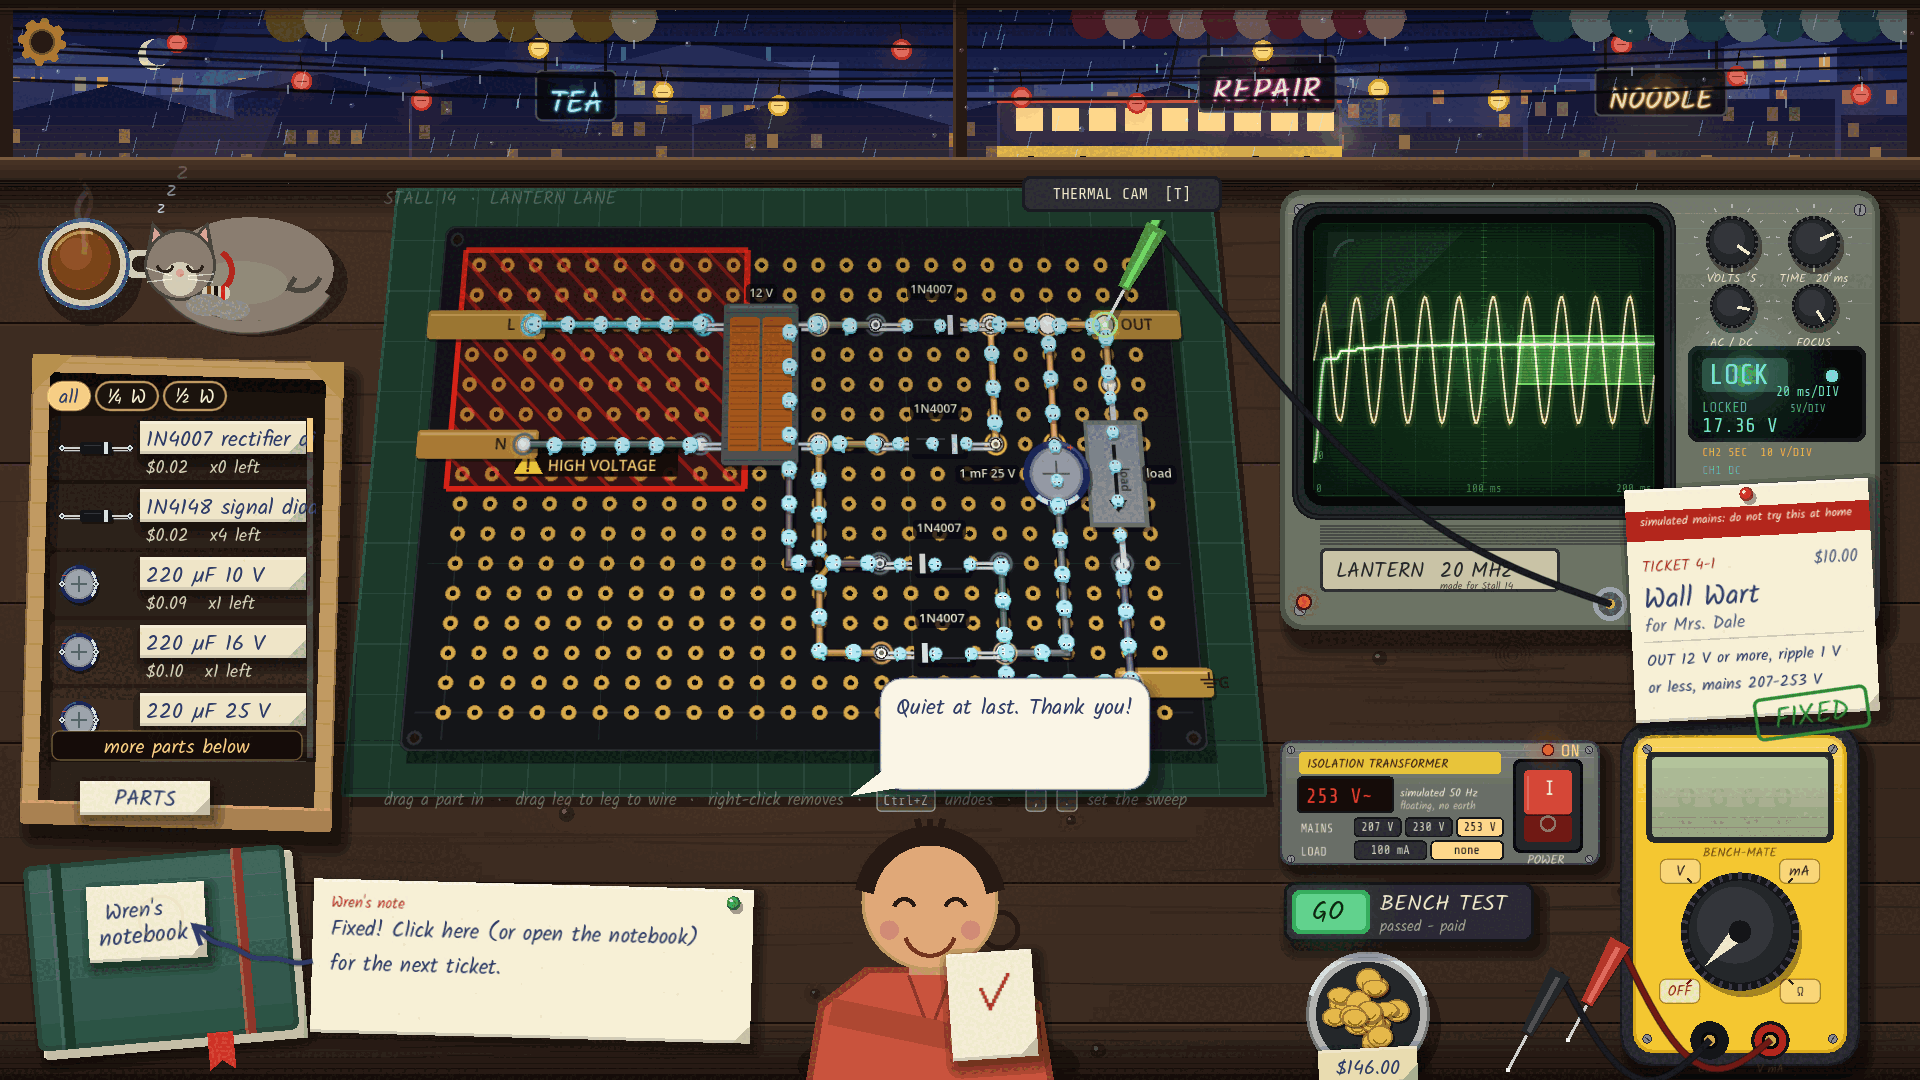 TEA
REPAIR
NOODLE
z
z
z
STALL 14 · LANTERN LANE
THERMAL CAM [T]
L
N
12 V
1N4007
OUT
1N4007
HIGH VOLTAGE
1 mF 25 V
load
load
1N4007
1N4007
G
all
¼ W
½ W
1N4007 rectifier d
$0.02 x0 left
1N4148 signal diod
$0.02 x4 left
220 µF 10 V
$0.09 x1 left
220 µF 16 V
$0.10 x1 left
220 µF 25 V
more parts below
PARTS
VOLTS '5
TIME 20'ms
AC / DC
FOCUS
LOCK
20 ms/DIV
LOCKED
5V/DIV
17.36 V
CH2 SEC 10 V/DIV
CH1 DC
0
0
100 ms
200 ms
LANTERN 20 MHz
made for Stall 14
simulated mains: do not try this at home
TICKET 4-1
$10.00
Wall Wart
for Mrs. Dale
OUT 12 V or more, ripple 1 V
or less, mains 207-253 V
FIXED
Quiet at last. Thank you!
drag a part in · drag leg to leg to wire · right-click removes · Ctrl+Z undoes · , . set the sweep
ISOLATION TRANSFORMER
ON
253 V~
simulated 50 Hz
floating, no earth
MAINS
207 V
230 V
253 V
LOAD
100 mA
none
I
POWER
GO
BENCH TEST
passed - paid
BENCH-MATE
V
mA
OFF
Ω
$146.00
Wren's
notebook
Wren's note
Fixed! Click here (or open the notebook)
for the next ticket.